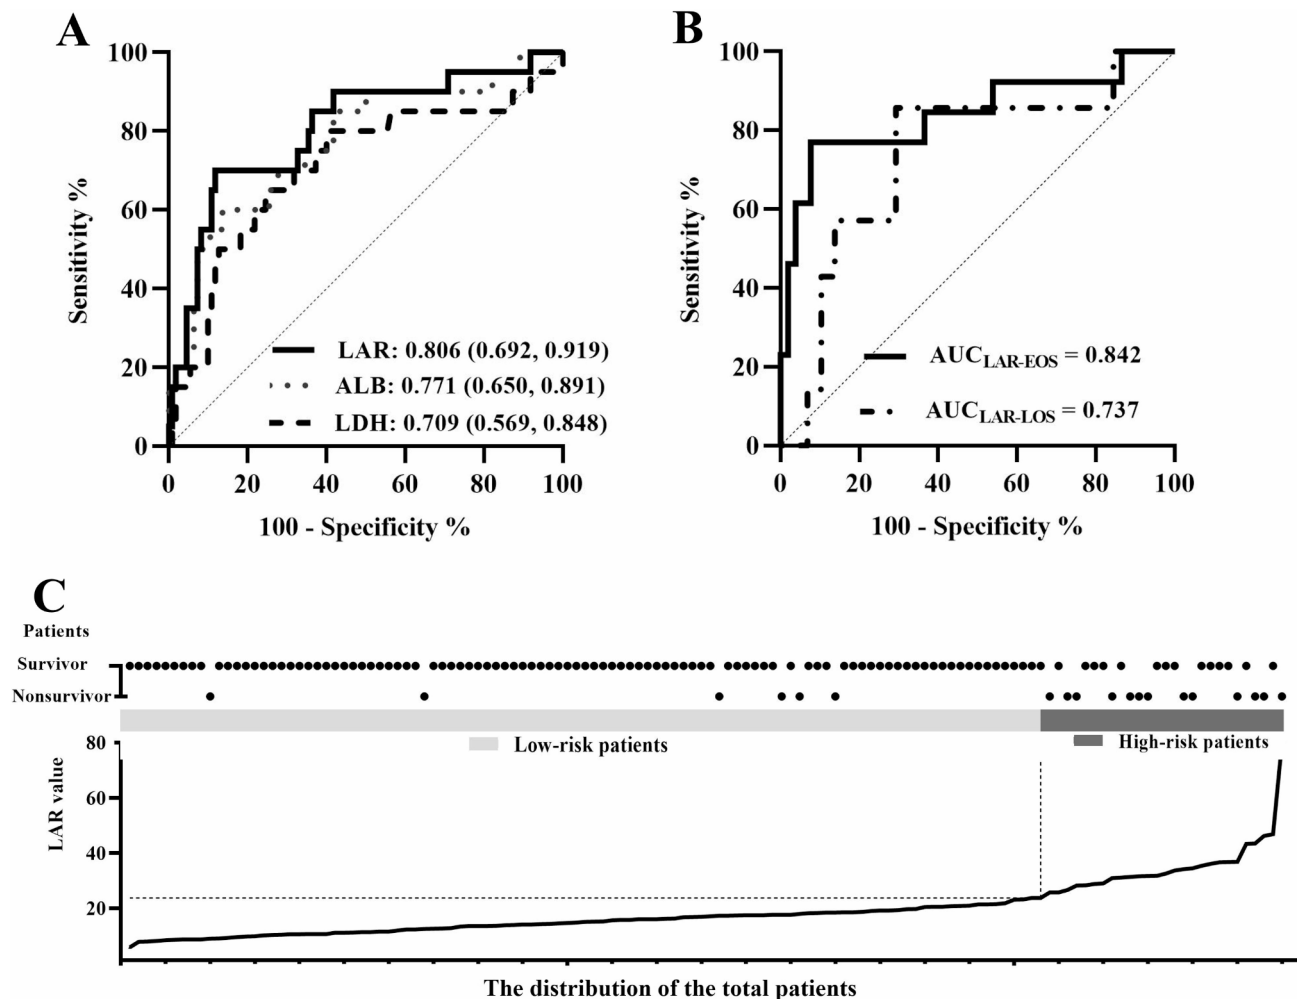 A
100
80
60
40
20
0
Sensitivity %
LAR: 0.806 (0.692, 0.919)
ALB: 0.771 (0.650, 0.891)
LDH: 0.709 (0.569, 0.848)
0 20 40 60 80 100
100 - Specificity %
B
100
80
60
40
20
0
Sensitivity %
AUCLAR-EOS = 0.842
AUCLAR-LOS = 0.737
0 20 40 60 80 100
100 - Specificity %
C
Patients
Survivor
Nonsurvivor
Low-risk patients
High-risk patients
80
60
40
20
LAR value
The distribution of the total patients